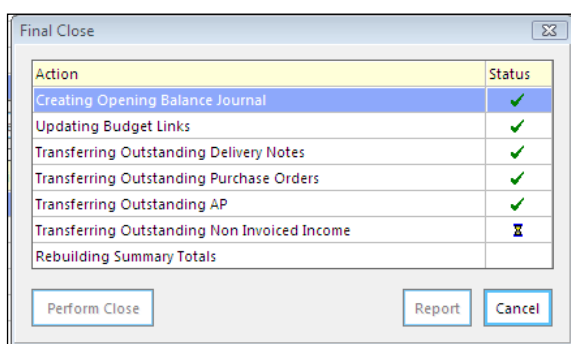 Final Close
Action Status
Creating Opening Balance Journal
Updating Budget Links
Transferring Outstanding Delivery Notes
Transferring Outstanding Purchase Orders
Transferring Outstanding AP
Transferring Outstanding Non Invoiced Income
Rebuilding Summary Totals
Perform Close Report Cancel